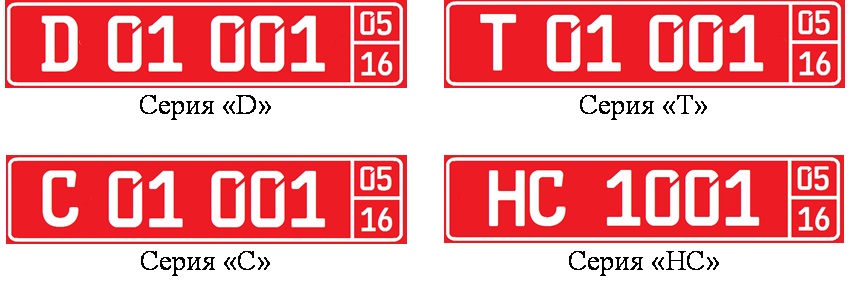 D 01 001 05 16
Серия «D»
T 01 001 05 16
Серия «T»
C 01 001 05 16
Серия «C»
HC 1001 05 16
Серия «HC»